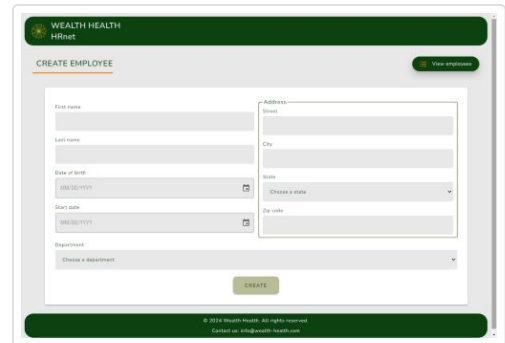 WEALTH HEALTH
HRnet
CREATE EMPLOYEE
View employees
First name
Last name
Date of birth
MM/DD/YYYY
Start date
MM/DD/YYYY
Address
Street
City
State
Choose a state
Zip code
Department
Choose a department
CREATE
© 2024 Wealth Health. All rights reserved.
Contact us: info@wealth-health.com